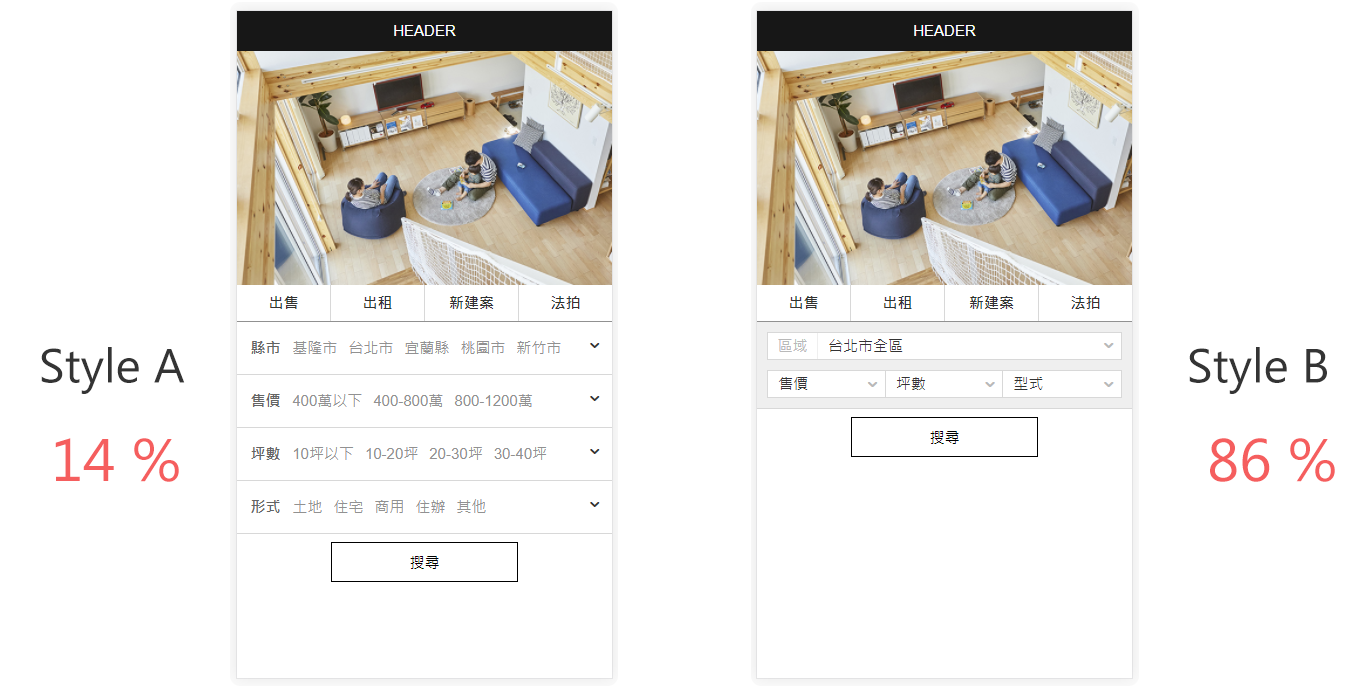 HEADER
出售 出租 新建案 法拍
縣市 基隆市 台北市 宜蘭縣 桃園市 新竹市
售價 400萬以下 400-800萬 800-1200萬
坪數 10坪以下 10-20坪 20-30坪 30-40坪
形式 土地 住宅 商用 住辦 其他
搜尋
Style A
14 %
HEADER
出售 出租 新建案 法拍
區域 台北市全區
售價 坪數 型式
搜尋
Style B
86 %